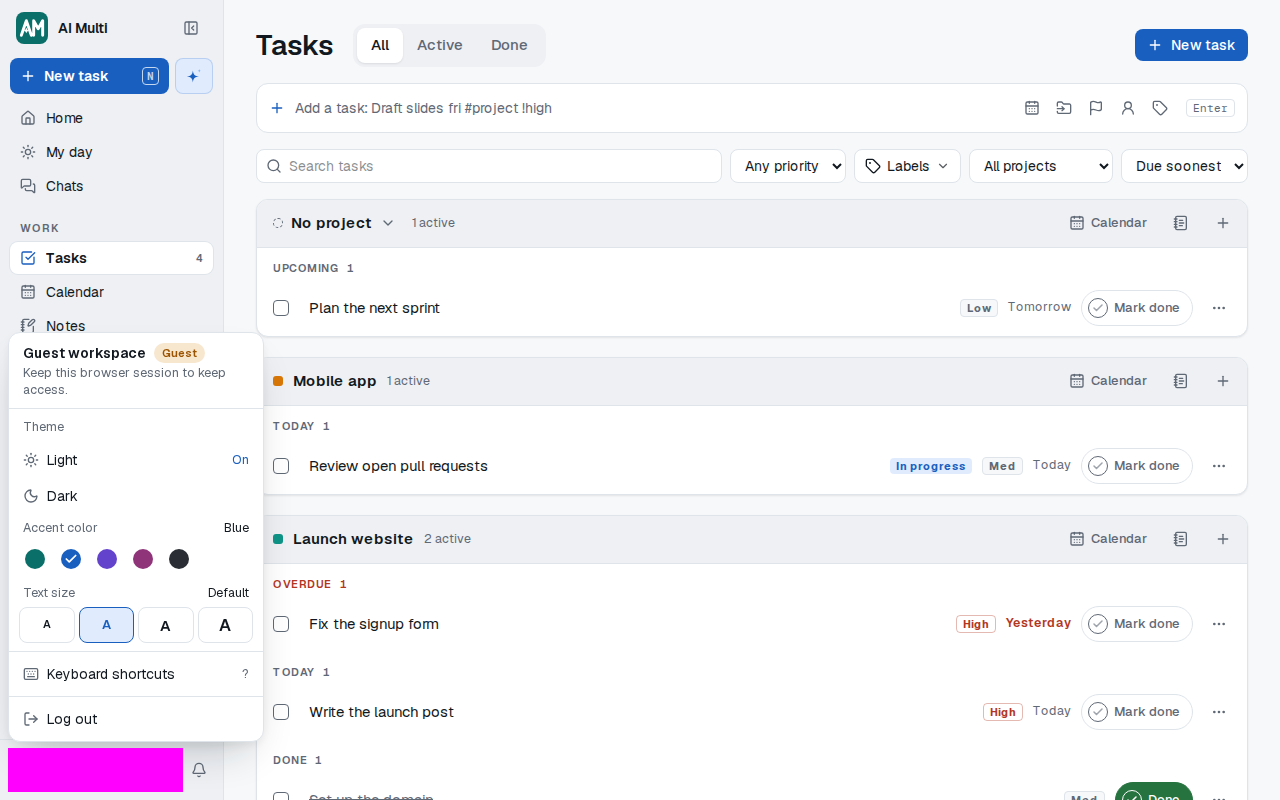 AM AI Multi
New task N
Home
My day
Chats
WORK
Tasks 4
Calendar
Notes
Guest workspace Guest
Keep this browser session to keep
access.
Theme
Light On
Dark
Accent color Blue
Text size Default
A A A A
Keyboard shortcuts ?
Log out
Tasks All Active Done New task
Add a task: Draft slides fri #project !high Enter
Search tasks Any priority Labels All projects Due soonest
No project 1 active Calendar
UPCOMING 1
Plan the next sprint Low Tomorrow Mark done
Mobile app 1 active Calendar
TODAY 1
Review open pull requests In progress Med Today Mark done
Launch website 2 active Calendar
OVERDUE 1
Fix the signup form High Yesterday Mark done
TODAY 1
Write the launch post High Today Mark done
DONE 1
Set up the domain Med Done